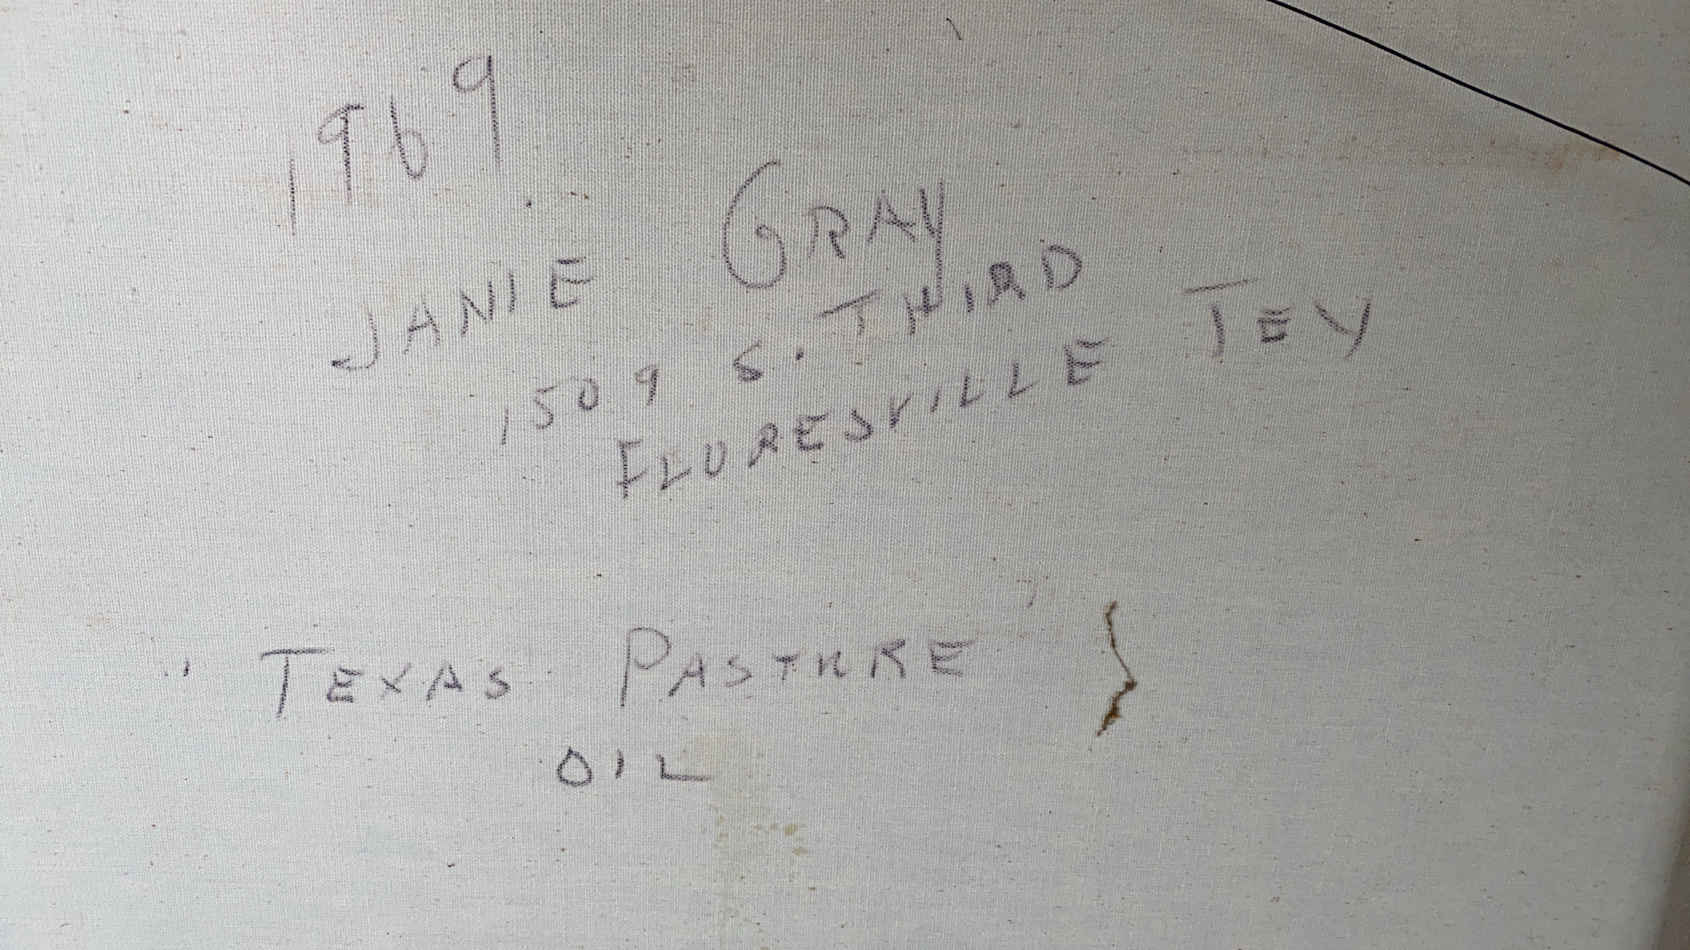 1969
JANIE GRAY
1509 S. THIRD
FLORESVILLE TEX
"TEXAS PASTURE"
OIL